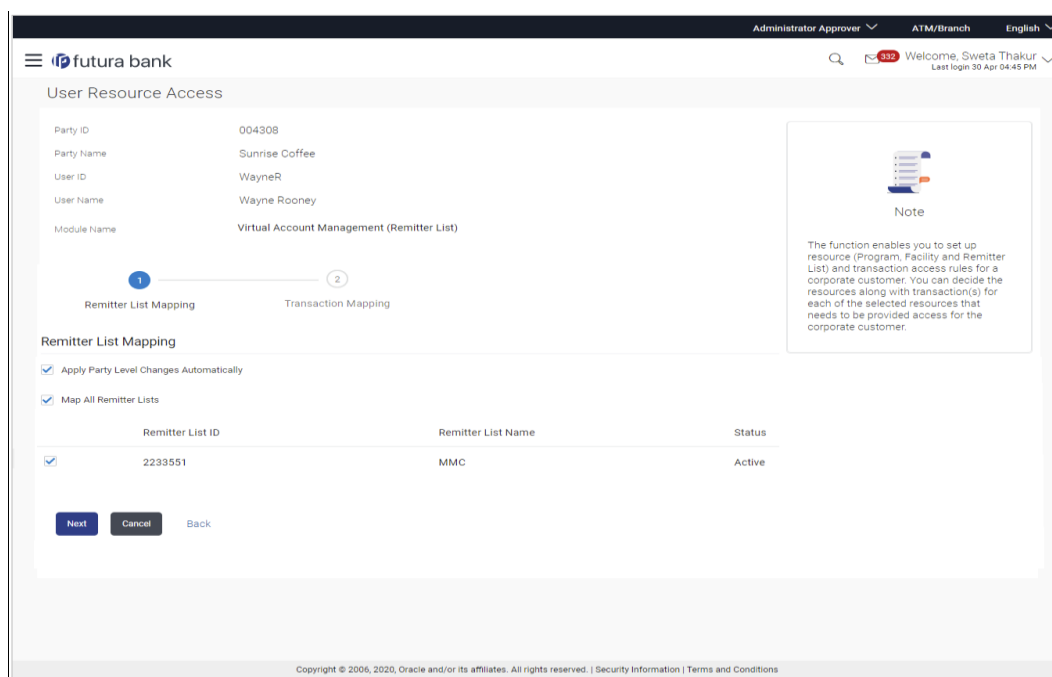 Administrator Approver ATM/Branch English
futura bank 332 Welcome, Sweta Thakur
Last login 30 Apr 04:45 PM
User Resource Access
Party ID 004308
Party Name Sunrise Coffee
User ID WayneR
User Name Wayne Rooney
Module Name Virtual Account Management (Remitter List)
1 2
Remitter List Mapping Transaction Mapping
Remitter List Mapping
Apply Party Level Changes Automatically
Map All Remitter Lists
Remitter List ID Remitter List Name Status
2233551 MMC Active
Next Cancel Back
Note
The function enables you to set up
resource (Program, Facility and Remitter
List) and transaction access rules for a
corporate customer. You can decide the
resources along with transaction(s) for
each of the selected resources that
needs to be provided access for the
corporate customer.
Copyright © 2006, 2020, Oracle and/or its affiliates. All rights reserved. | Security Information | Terms and Conditions